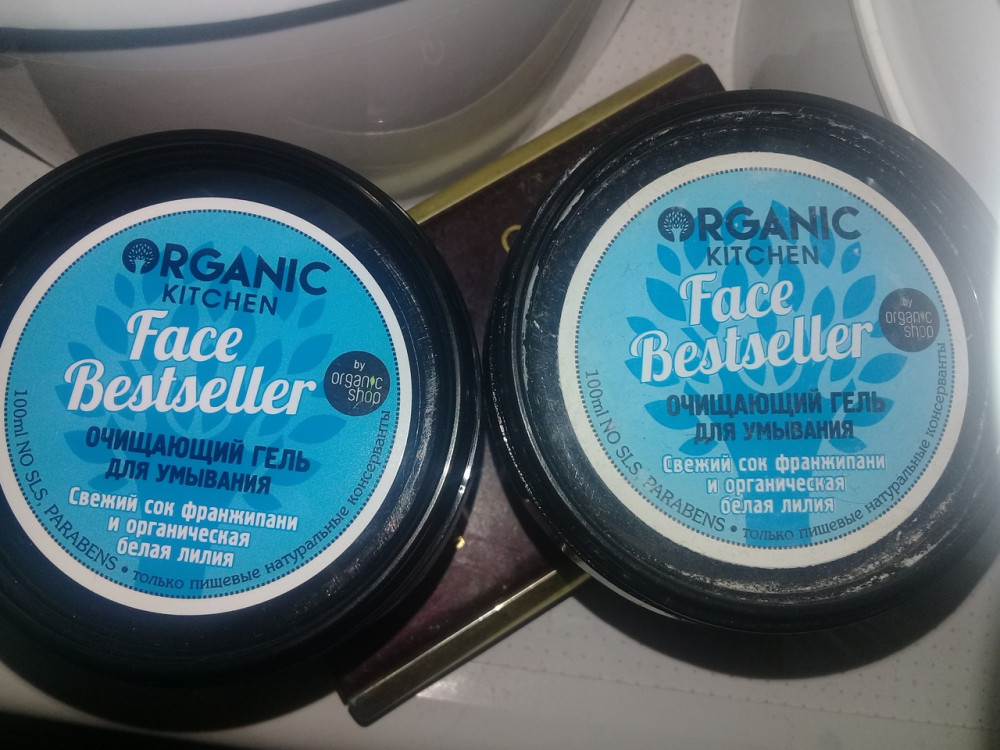 ORGANIC
KITCHEN
Face
Bestseller
by
organic
shop
ОЧИЩАЮЩИЙ ГЕЛЬ
ДЛЯ УМЫВАНИЯ
Свежий сок франжипани
и органическая
белая лилия
100ml NO SLS, PARABENS • только пищевые натуральные консерванты
ORGANIC
KITCHEN
Face
Bestseller
by
organic
shop
ОЧИЩАЮЩИЙ ГЕЛЬ
ДЛЯ УМЫВАНИЯ
Свежий сок франжипани
и органическая
белая лилия
100ml NO SLS, PARABENS • только пищевые натуральные консерванты